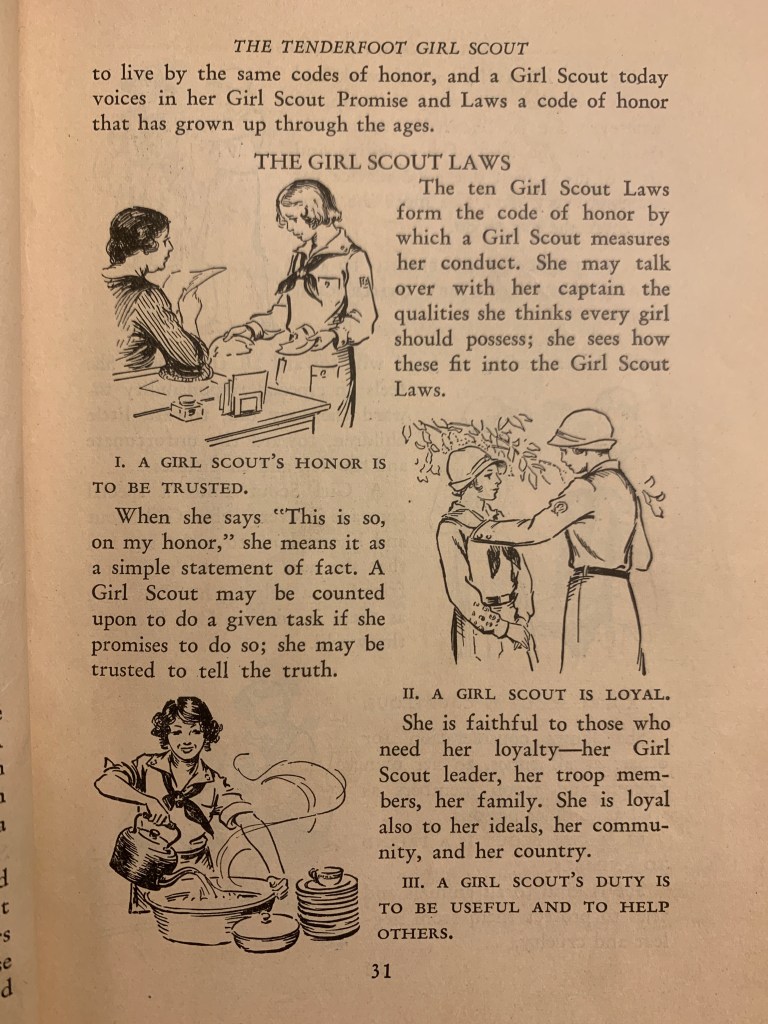 THE TENDERFOOT GIRL SCOUT
to live by the same codes of honor, and a Girl Scout today
voices in her Girl Scout Promise and Laws a code of honor
that has grown up through the ages.
THE GIRL SCOUT LAWS
The ten Girl Scout Laws
form the code of honor by
which a Girl Scout measures
her conduct. She may talk
over with her captain the
qualities she thinks every girl
should possess; she sees how
these fit into the Girl Scout
Laws.
I. A GIRL SCOUT'S HONOR IS
TO BE TRUSTED.
When she says "This is so,
on my honor," she means it as
a simple statement of fact. A
Girl Scout may be counted
upon to do a given task if she
promises to do so; she may be
trusted to tell the truth.
II. A GIRL SCOUT IS LOYAL.
She is faithful to those who
need her loyalty—her Girl
Scout leader, her troop mem-
bers, her family. She is loyal
also to her ideals, her commu-
nity, and her country.
III. A GIRL SCOUT'S DUTY IS
TO BE USEFUL AND TO HELP
OTHERS.
31